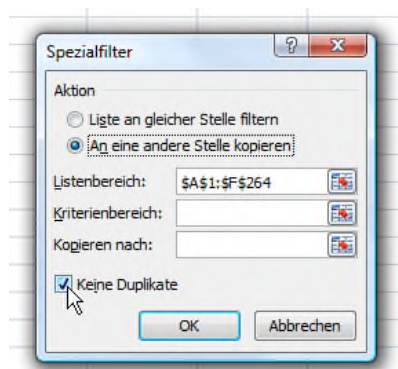 Spezialfilter
Aktion
Liste an gleicher Stelle filtern
An eine andere Stelle kopieren
Listenbereich: $A$1:$F$264
Kriterienbereich:
Kopieren nach:
Keine Duplikate
OK Abbrechen